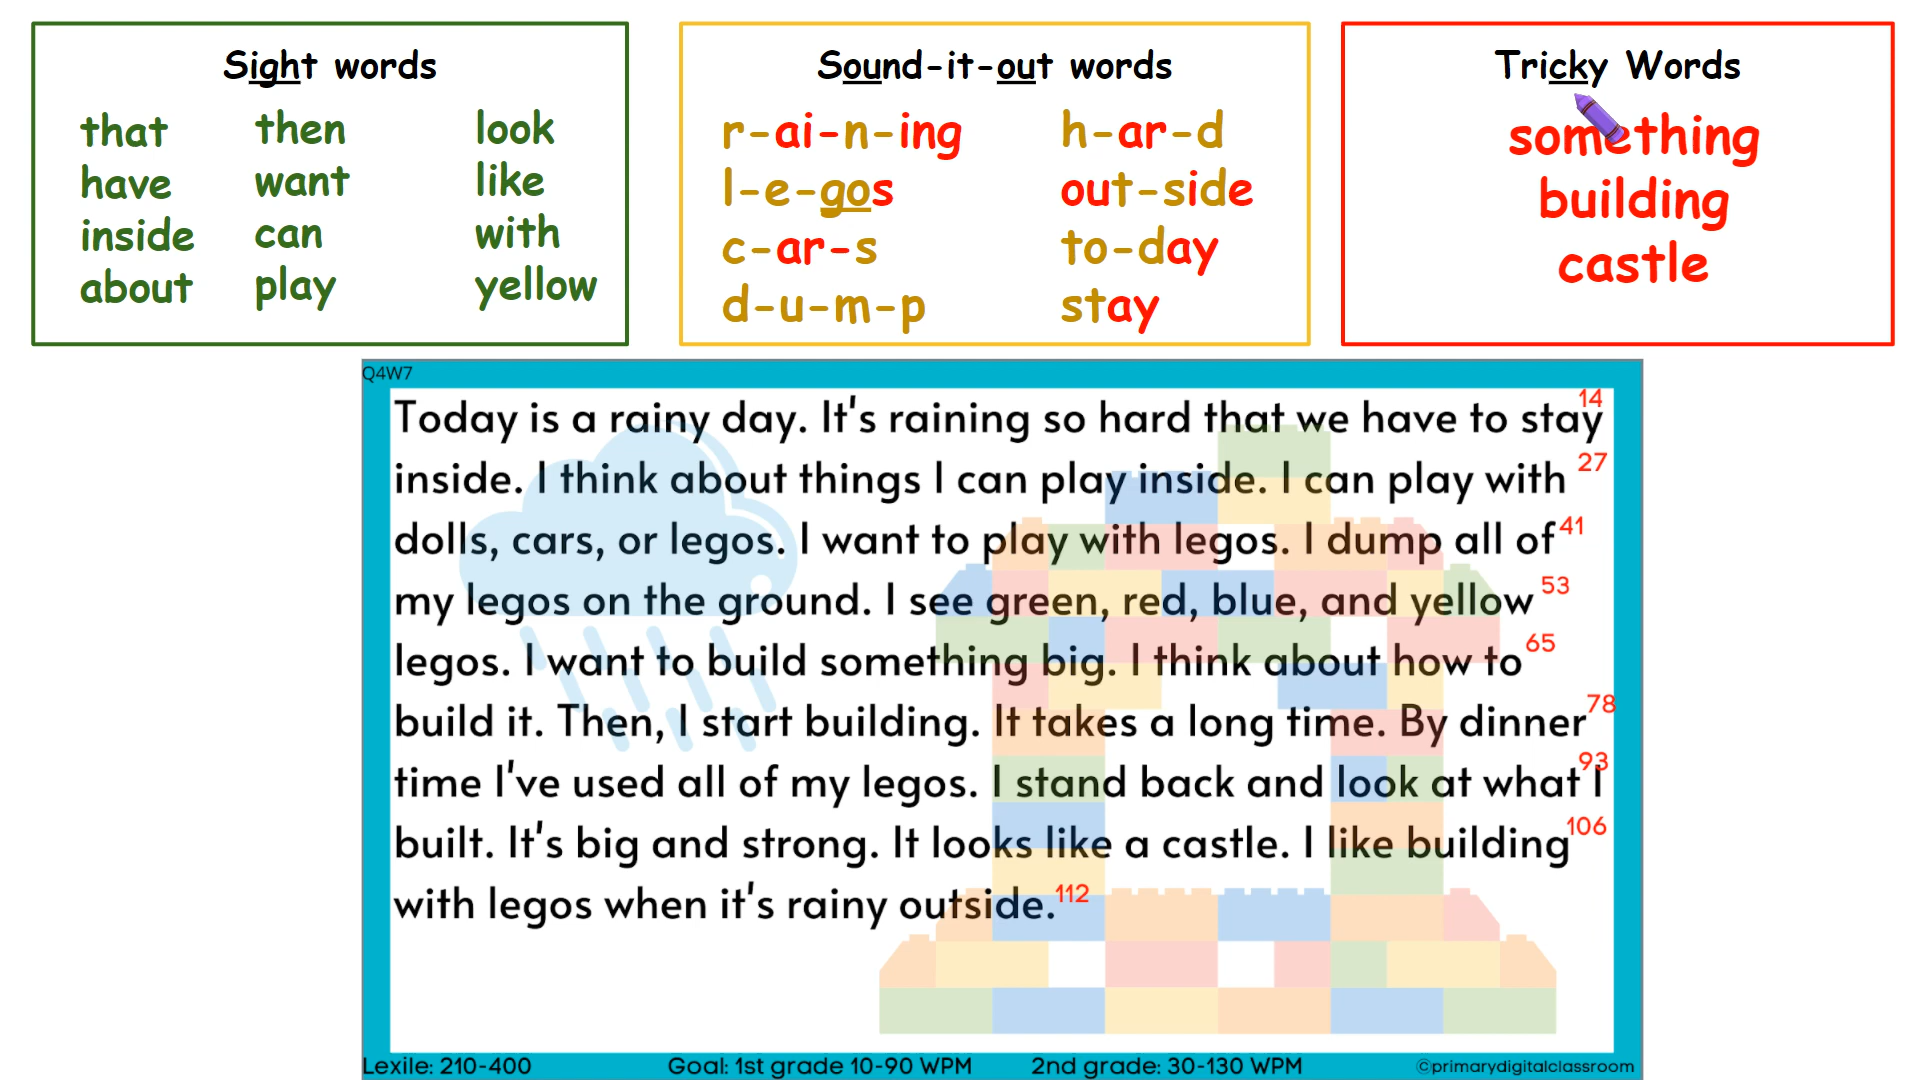 Sight words
that then look
have want like
inside can with
about play yellow
Sound-it-out words
r-ai-n-ing h-ar-d
l-e-gos out-side
c-ar-s to-day
d-u-m-p stay
Tricky Words
something
building
castle
Q4W7
Today is a rainy day. It's raining so hard that we have to stay 14
inside. I think about things I can play inside. I can play with 27
dolls, cars, or legos. I want to play with legos. I dump all of 41
my legos on the ground. I see green, red, blue, and yellow 53
legos. I want to build something big. I think about how to 65
build it. Then, I start building. It takes a long time. By dinner 78
time I've used all of my legos. I stand back and look at what I 93
built. It's big and strong. It looks like a castle. I like building 106
with legos when it's rainy outside. 112
Lexile: 210-400 Goal: 1st grade 10-90 WPM 2nd grade: 30-130 WPM ©primarydigitalclassroom